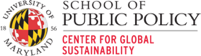 UNIVERSITY OF
18 56
MARYLAND
SCHOOL OF
PUBLIC POLICY
CENTER FOR GLOBAL
SUSTAINABILITY